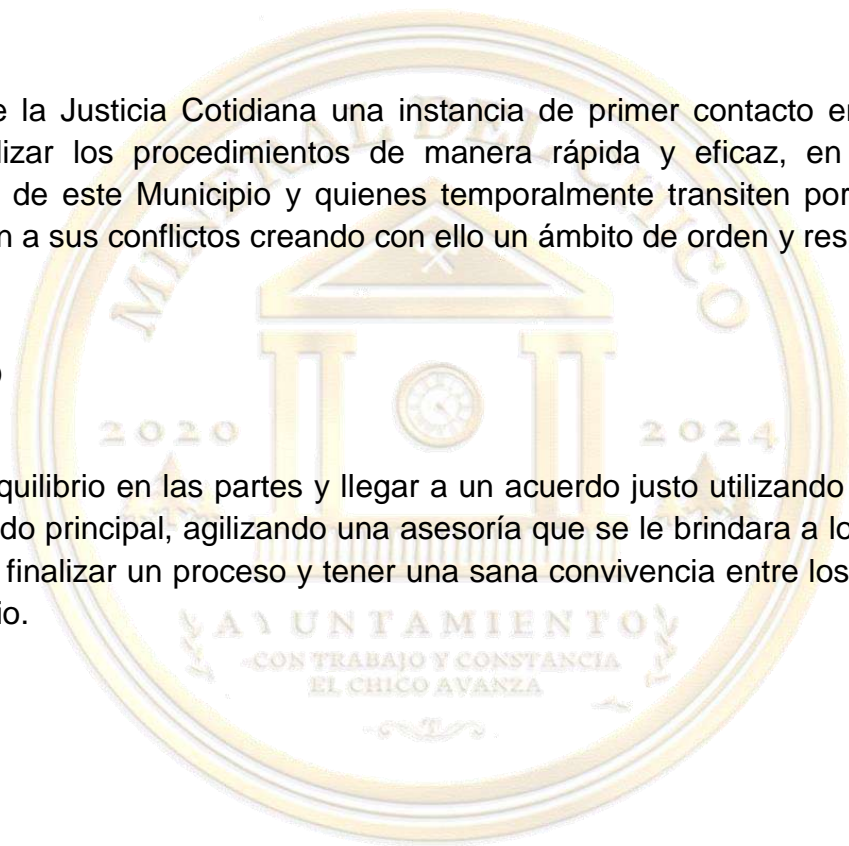 e la Justicia Cotidiana una instancia de primer contacto en
lizar los procedimientos de manera rápida y eficaz, en
de este Municipio y quienes temporalmente transiten por
n a sus conflictos creando con ello un ámbito de orden y res
MINERAL DEL CHICO
2020
2024
quilibrio en las partes y llegar a un acuerdo justo utilizando
do principal, agilizando una asesoría que se le brindara a lo
finalizar un proceso y tener una sana convivencia entre los
io.
AYUNTAMIENTO
CON TRABAJO Y CONSTANCIA
EL CHICO AVANZA